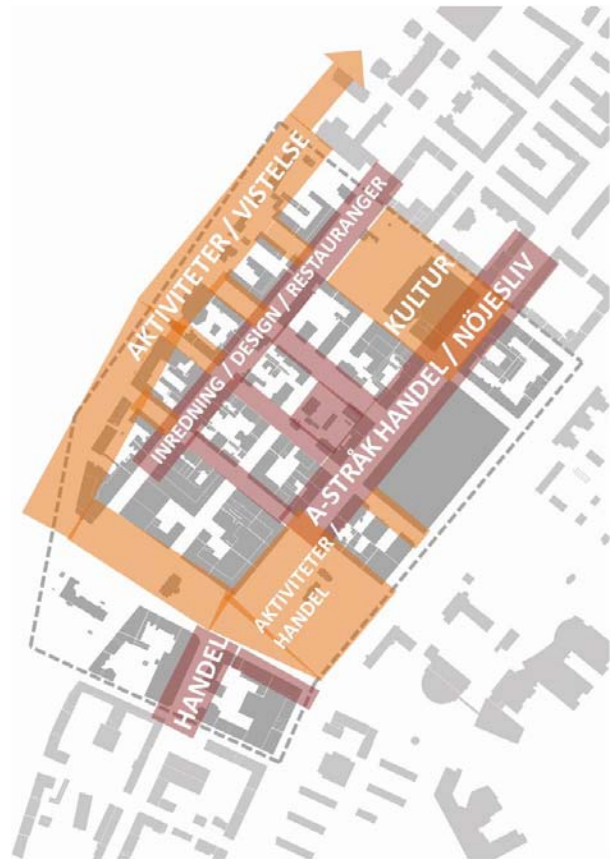 AKTIVITETER / VISTELSE
INREDNING / DESIGN / RESTAURANGER
KULTUR
A-STRÅK HANDEL / NÖJESLIV
AKTIVITETER /
HANDEL
HANDEL